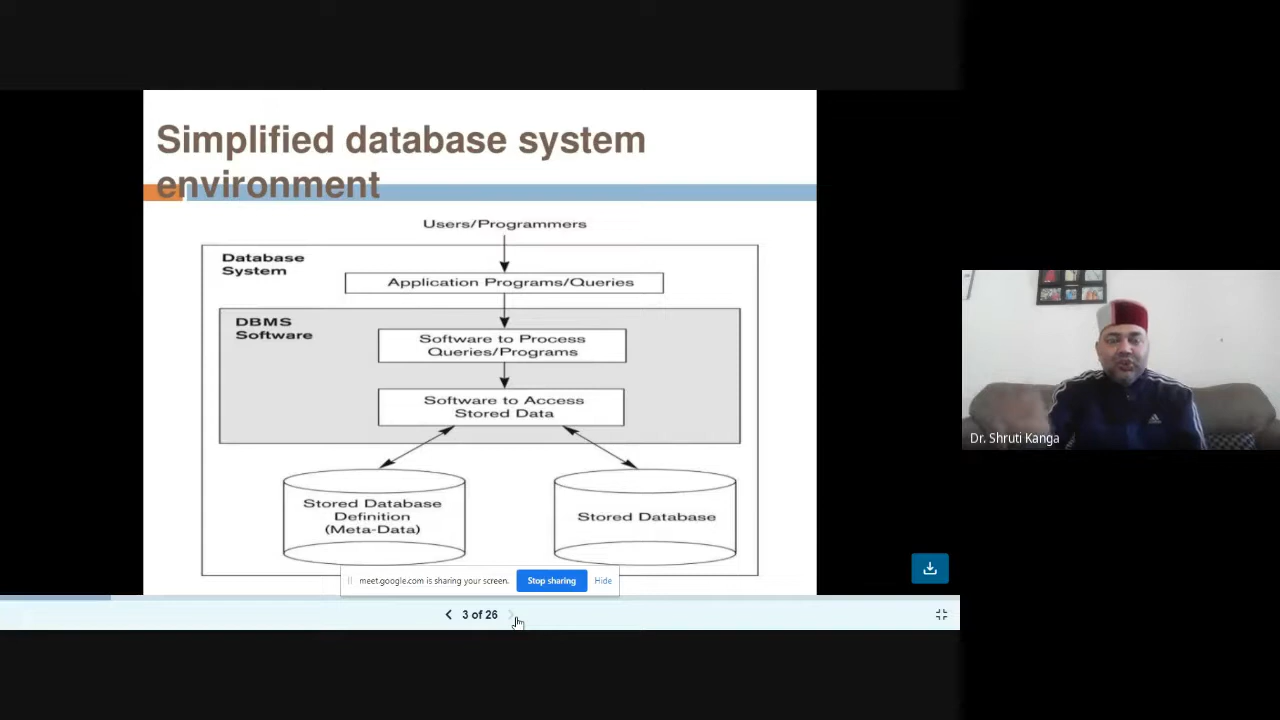 Simplified database system
environment
Users/Programmers
Database
System
Application Programs/Queries
DBMS
Software
Software to Process
Queries/Programs
Software to Access
Stored Data
Stored Database
Definition
(Meta-Data)
Stored Database
meet.google.com is sharing your screen.
Stop sharing
Hide
3 of 26
Dr. Shruti Kanga